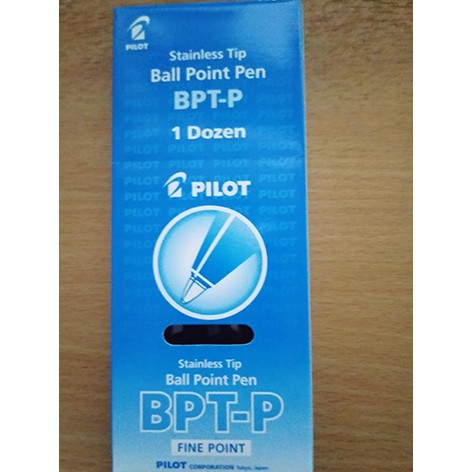 PILOT
Stainless Tip
Ball Point Pen
BPT-P
1 Dozen
PILOT
Stainless Tip
Ball Point Pen
BPT-P
FINE POINT
PILOT CORPORATION Tokyo, Japan